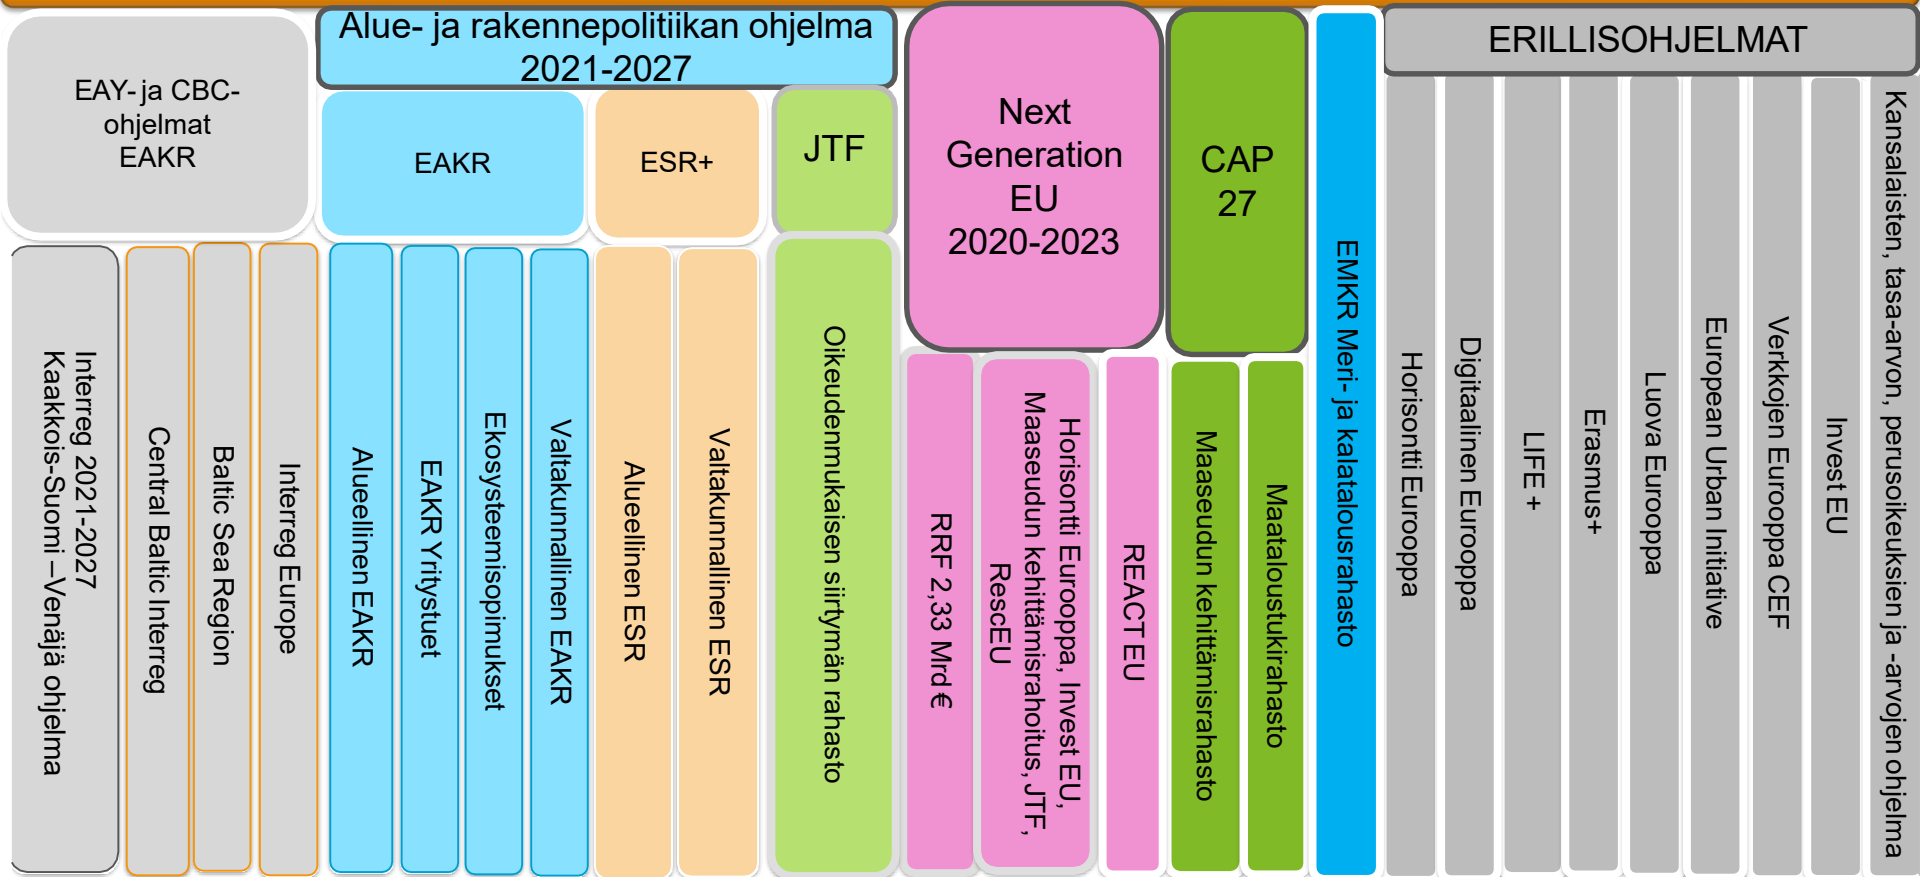 EAY- ja CBC-
ohjelmat
EAKR
Interreg 2021-2027
Kaakkois-Suomi –Venäjä ohjelma
Central Baltic Interreg
Baltic Sea Region
Interreg Europe
Alue- ja rakennepolitiikan ohjelma
2021-2027
EAKR
Alueellinen EAKR
EAKR Yritystuet
Ekosysteemisopimukset
Valtakunnallinen EAKR
ESR+
Alueellinen ESR
Valtakunnallinen ESR
JTF
Oikeudenmukaisen siirtymän rahasto
Next
Generation
EU
2020-2023
RRF 2,33 Mrd €
Horisontti Eurooppa, Invest EU,
Maaseudun kehittämisrahoitus, JTF,
RescEU
REACT EU
CAP
27
Maaseudun kehittämisrahasto
Maataloustukirahasto
EMKR Meri- ja kalatalousrahasto
ERILLISOHJELMAT
Horisontti Eurooppa
Digitaalinen Eurooppa
LIFE +
Erasmus+
Luova Eurooppa
European Urban Initiative
Verkkojen Eurooppa CEF
Invest EU
Kansalaisten, tasa-arvon, perusoikeuksien ja -arvojen ohjelma